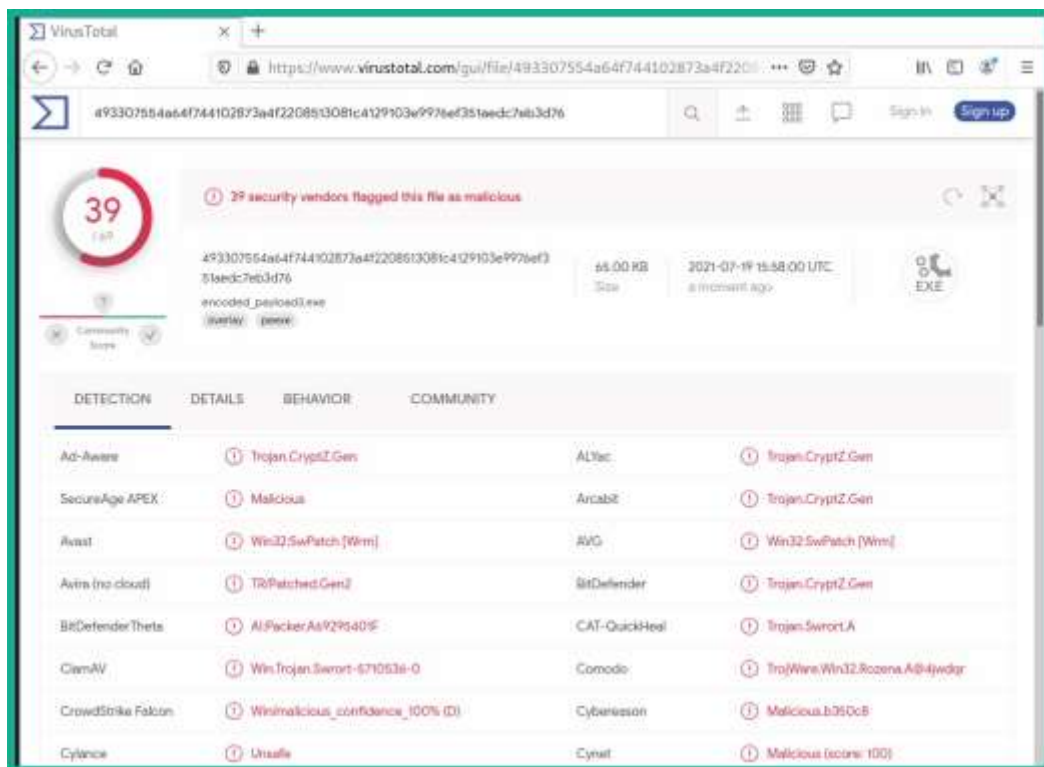 VirusTotal
https://www.virustotal.com/gui/file/493307554a64f744102873a4f220
493307554a64f744102873a4f2208513081c4129103e9976ef351aedc7eb3d76
Sign in
Sign up
39
39 security vendors flagged this file as malicious
493307554a64f744102873a4f2208513081c4129103e9976ef3
51aedc7eb3d76
encoded_payload3.exe
overlay peexe
65.00 KB
Size
2021-07-19 15:58:00 UTC
a moment ago
EXE
Community
Score
DETECTION DETAILS BEHAVIOR COMMUNITY
Ad-Aware Trojan.CryptZ.Gen ALYac Trojan.CryptZ.Gen
SecureAge APEX Malicious Arcabit Trojan.CryptZ.Gen
Avast Win32:SwPatch [Wrm] AVG Win32:SwPatch [Wrm]
Avira (no cloud) TR/Patched.Gen2 BitDefender Trojan.CryptZ.Gen
BitDefenderTheta AI:Packer.A69296401F CAT-QuickHeal Trojan.Swrort.A
ClamAV Win.Trojan.Swrort-5710536-0 Comodo TrojWare.Win32.Rozena.A@4jwdqr
CrowdStrike Falcon Win/malicious_confidence_100% (D) Cybereason Malicious.b350c8
Cylance Unsafe Cynet Malicious (score: 100)